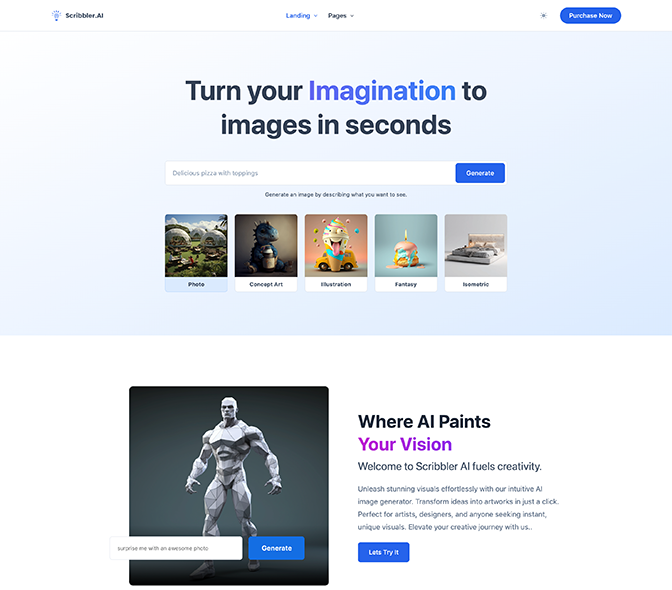 Scribbler.AI
Landing
Pages
Purchase Now
Turn your Imagination to
images in seconds
Delicious pizza with toppings
Generate
Generate an image by describing what you want to see.
Photo
Concept Art
Illustration
Fantasy
Isometric
Where AI Paints
Your Vision
Welcome to Scribbler AI fuels creativity.
Unleash stunning visuals effortlessly with our intuitive AI
image generator. Transform ideas into artworks in just a click.
Perfect for artists, designers, and anyone seeking instant,
unique visuals. Elevate your creative journey with us..
surprise me with an awesome photo
Generate
Lets Try It